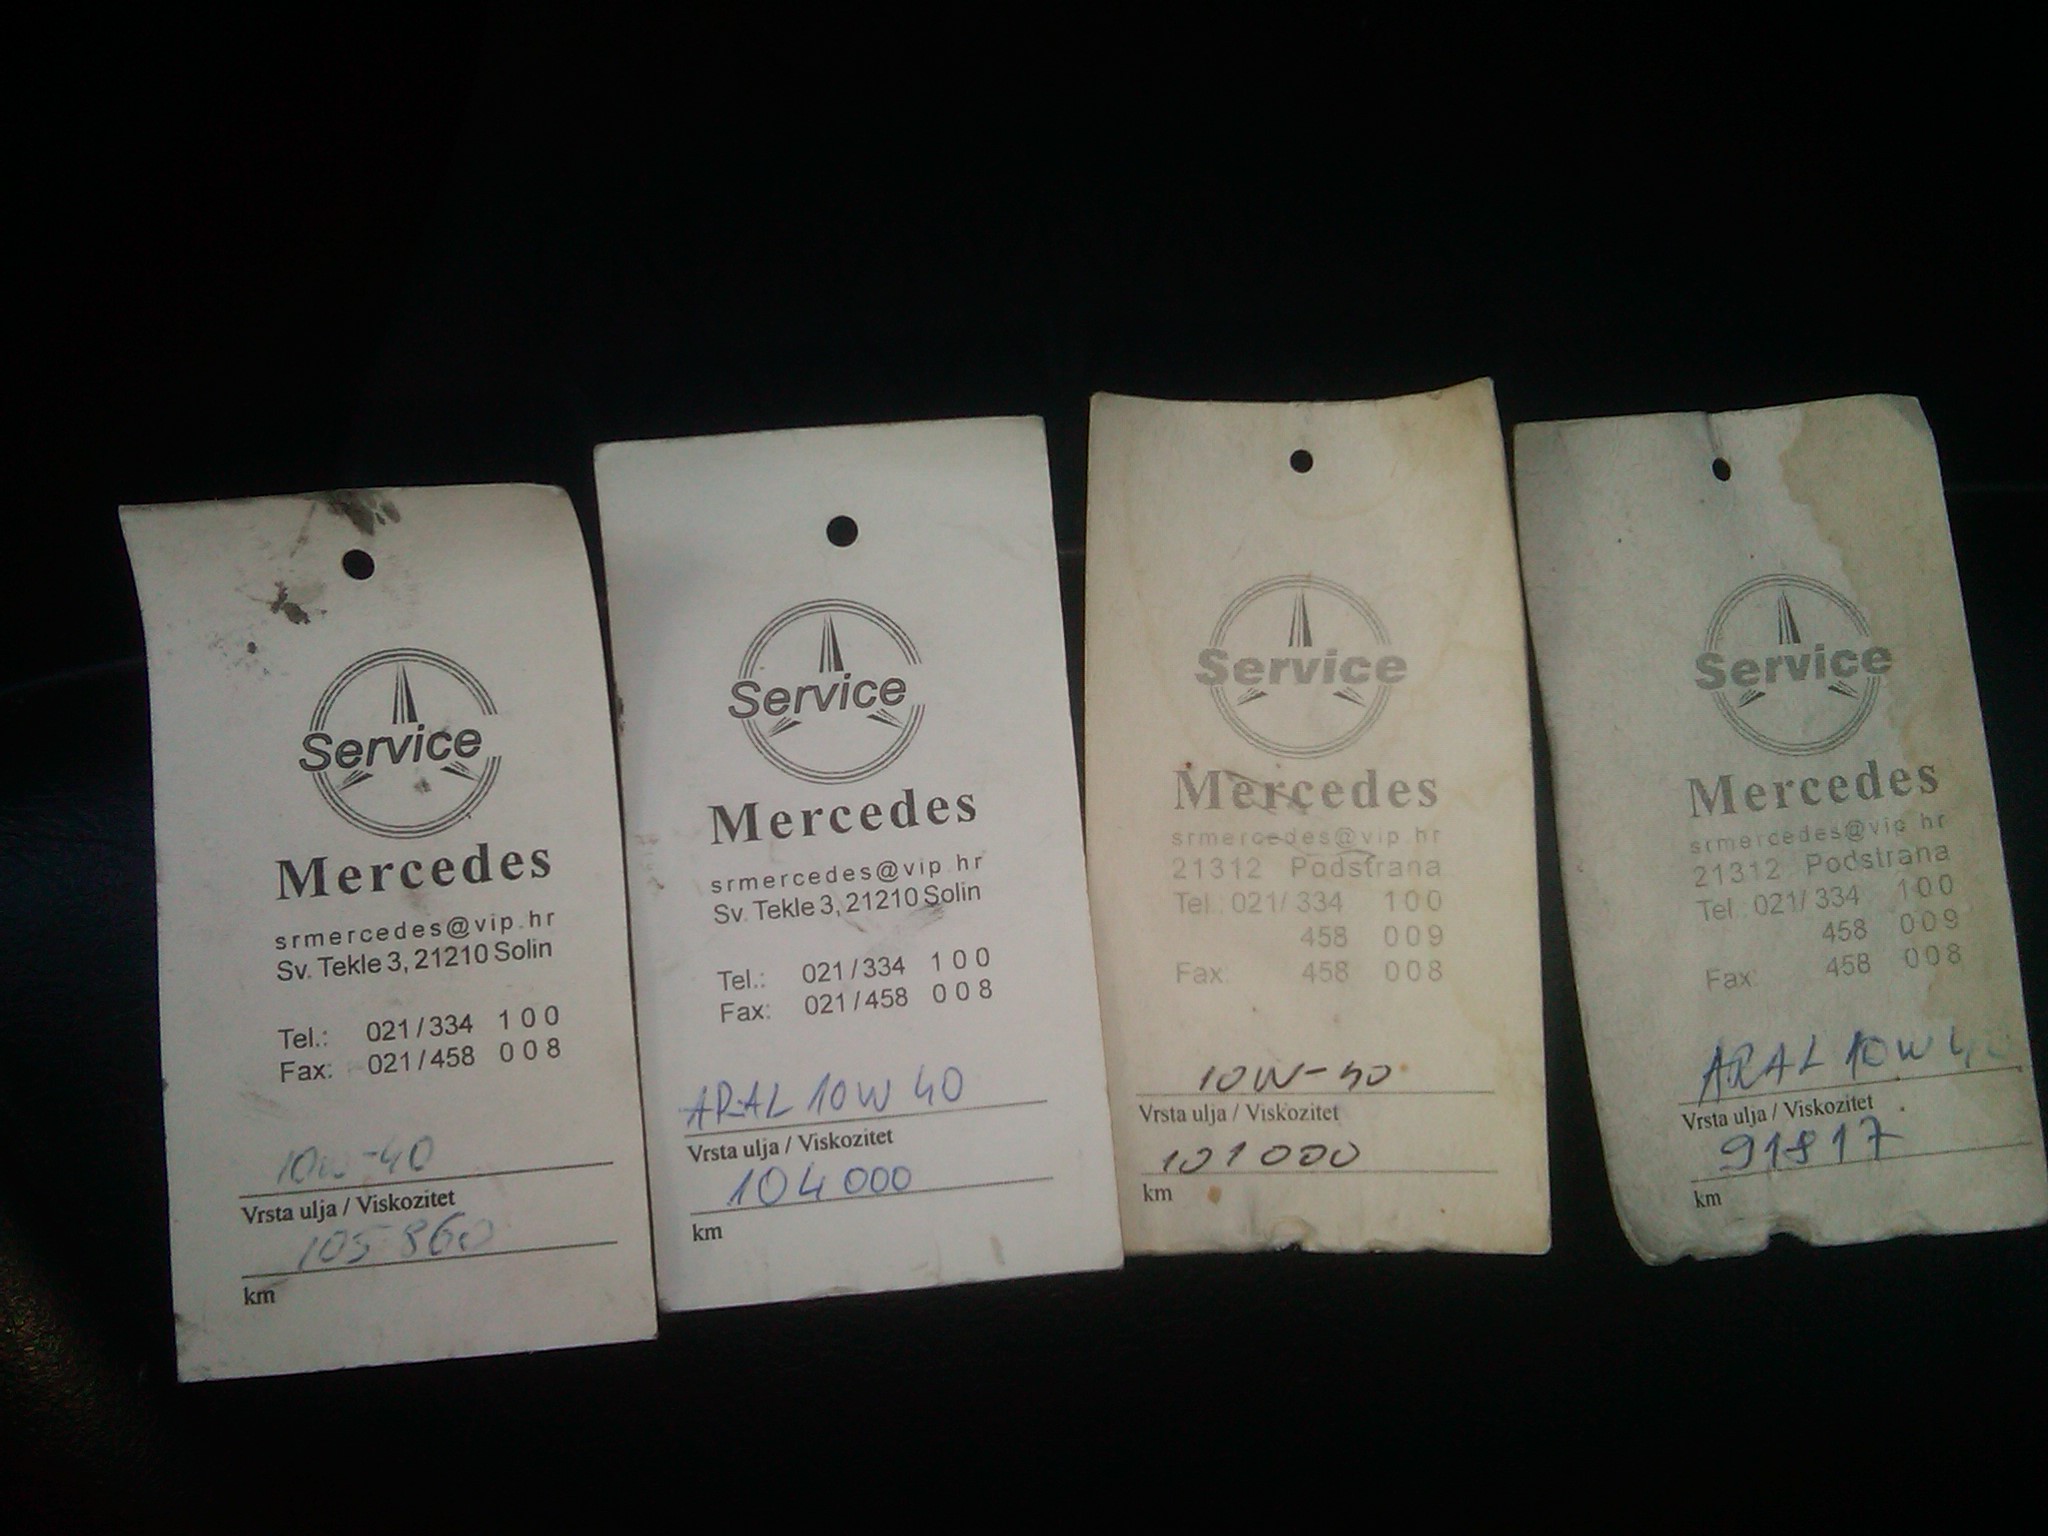 Service
Mercedes
srmercedes@vip.hr
Sv. Tekle 3, 21210 Solin
Tel.: 021/334 100
Fax: 021/458 008
10W-40
Vrsta ulja / Viskozitet
105 860
km
Service
Mercedes
srmercedes@vip.hr
Sv. Tekle 3, 21210 Solin
Tel.: 021/334 100
Fax: 021/458 008
ARAL 10W 40
Vrsta ulja / Viskozitet
104 000
km
Service
Mercedes
srmercedes@vip.hr
21312 Podstrana
Tel.: 021/ 334 100
458 009
Fax: 458 008
10W-40
Vrsta ulja / Viskozitet
101 000
km
Service
Mercedes
srmercedes@vip.hr
21312 Podstrana
Tel.: 021/ 334 100
458 009
Fax: 458 008
ARAL 10W 40
Vrsta ulja / Viskozitet
91817
km